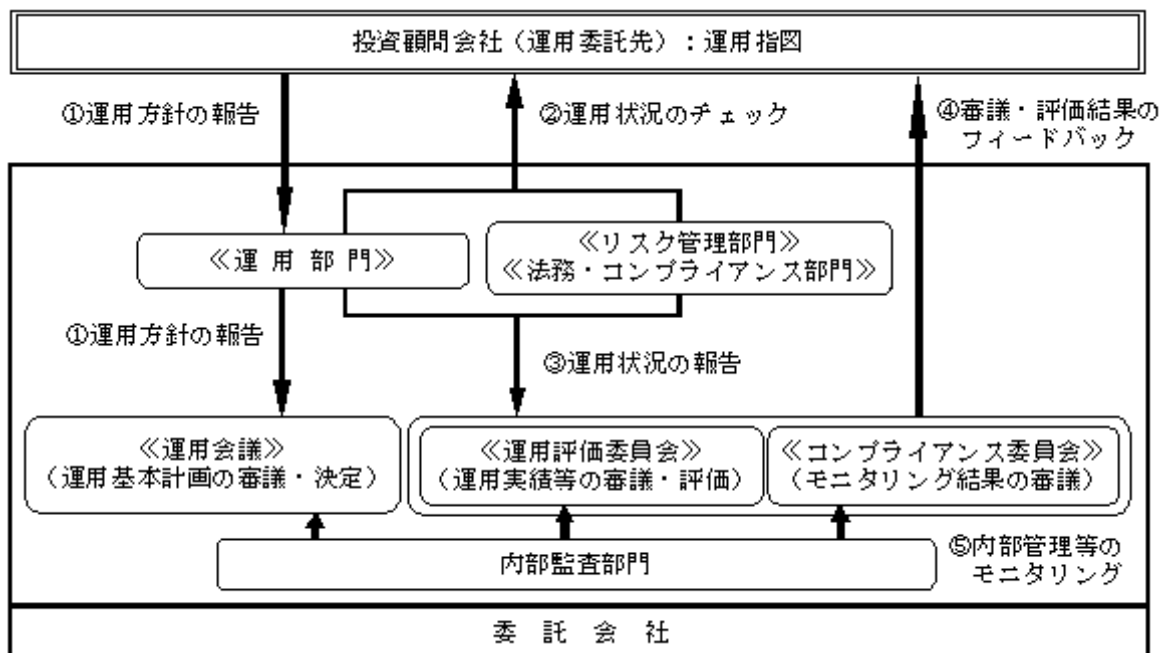 投資顧問会社（運用委託先）：運用指図
①運用方針の報告
②運用状況のチェック
④審議・評価結果の
フィードバック
≪運 用 部 門≫
≪リスク管理部門≫
≪法務・コンプライアンス部門≫
①運用方針の報告
③運用状況の報告
≪運用会議≫
（運用基本計画の審議・決定）
≪運用評価委員会≫
（運用実績等の審議・評価）
≪コンプライアンス委員会≫
（モニタリング結果の審議）
内部監査部門
⑤内部管理等の
モニタリング
委 託 会 社